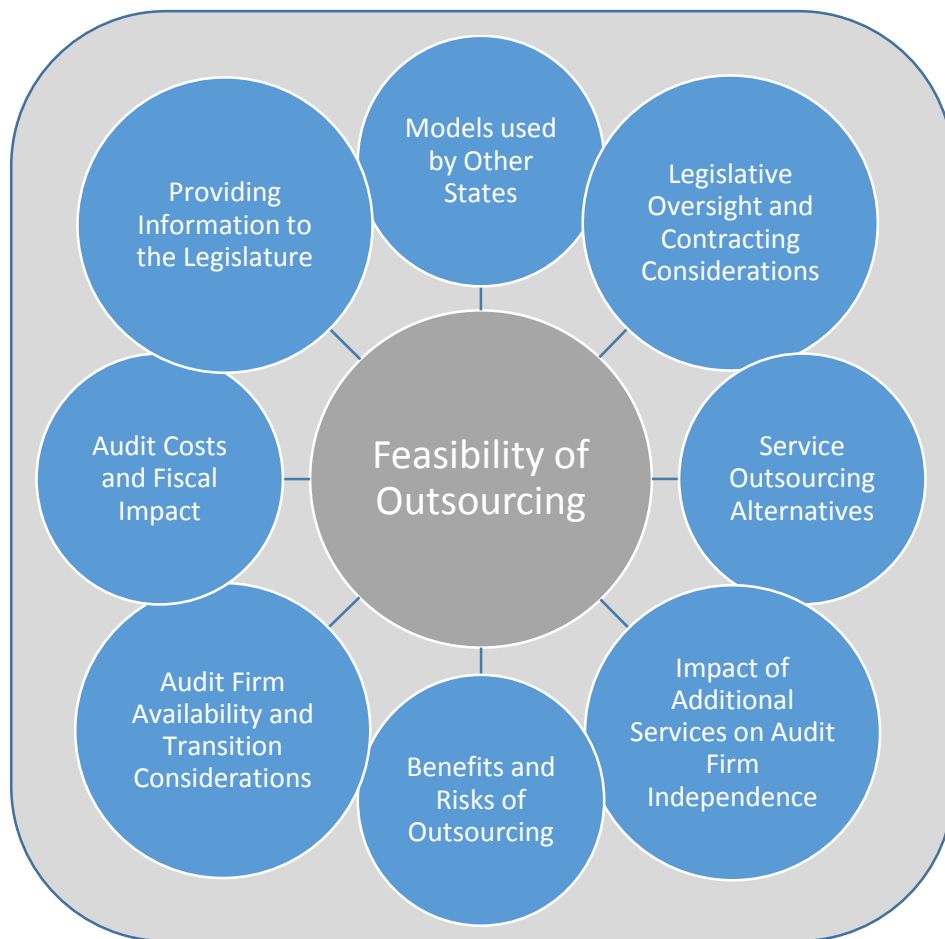 Models used
by Other
States
Legislative
Oversight and
Contracting
Considerations
Service
Outsourcing
Alternatives
Impact of
Additional
Services on Audit
Firm
Independence
Benefits and
Risks of
Outsourcing
Audit Firm
Availability and
Transition
Considerations
Audit Costs
and Fiscal
Impact
Providing
Information to
the Legislature
Feasibility of
Outsourcing